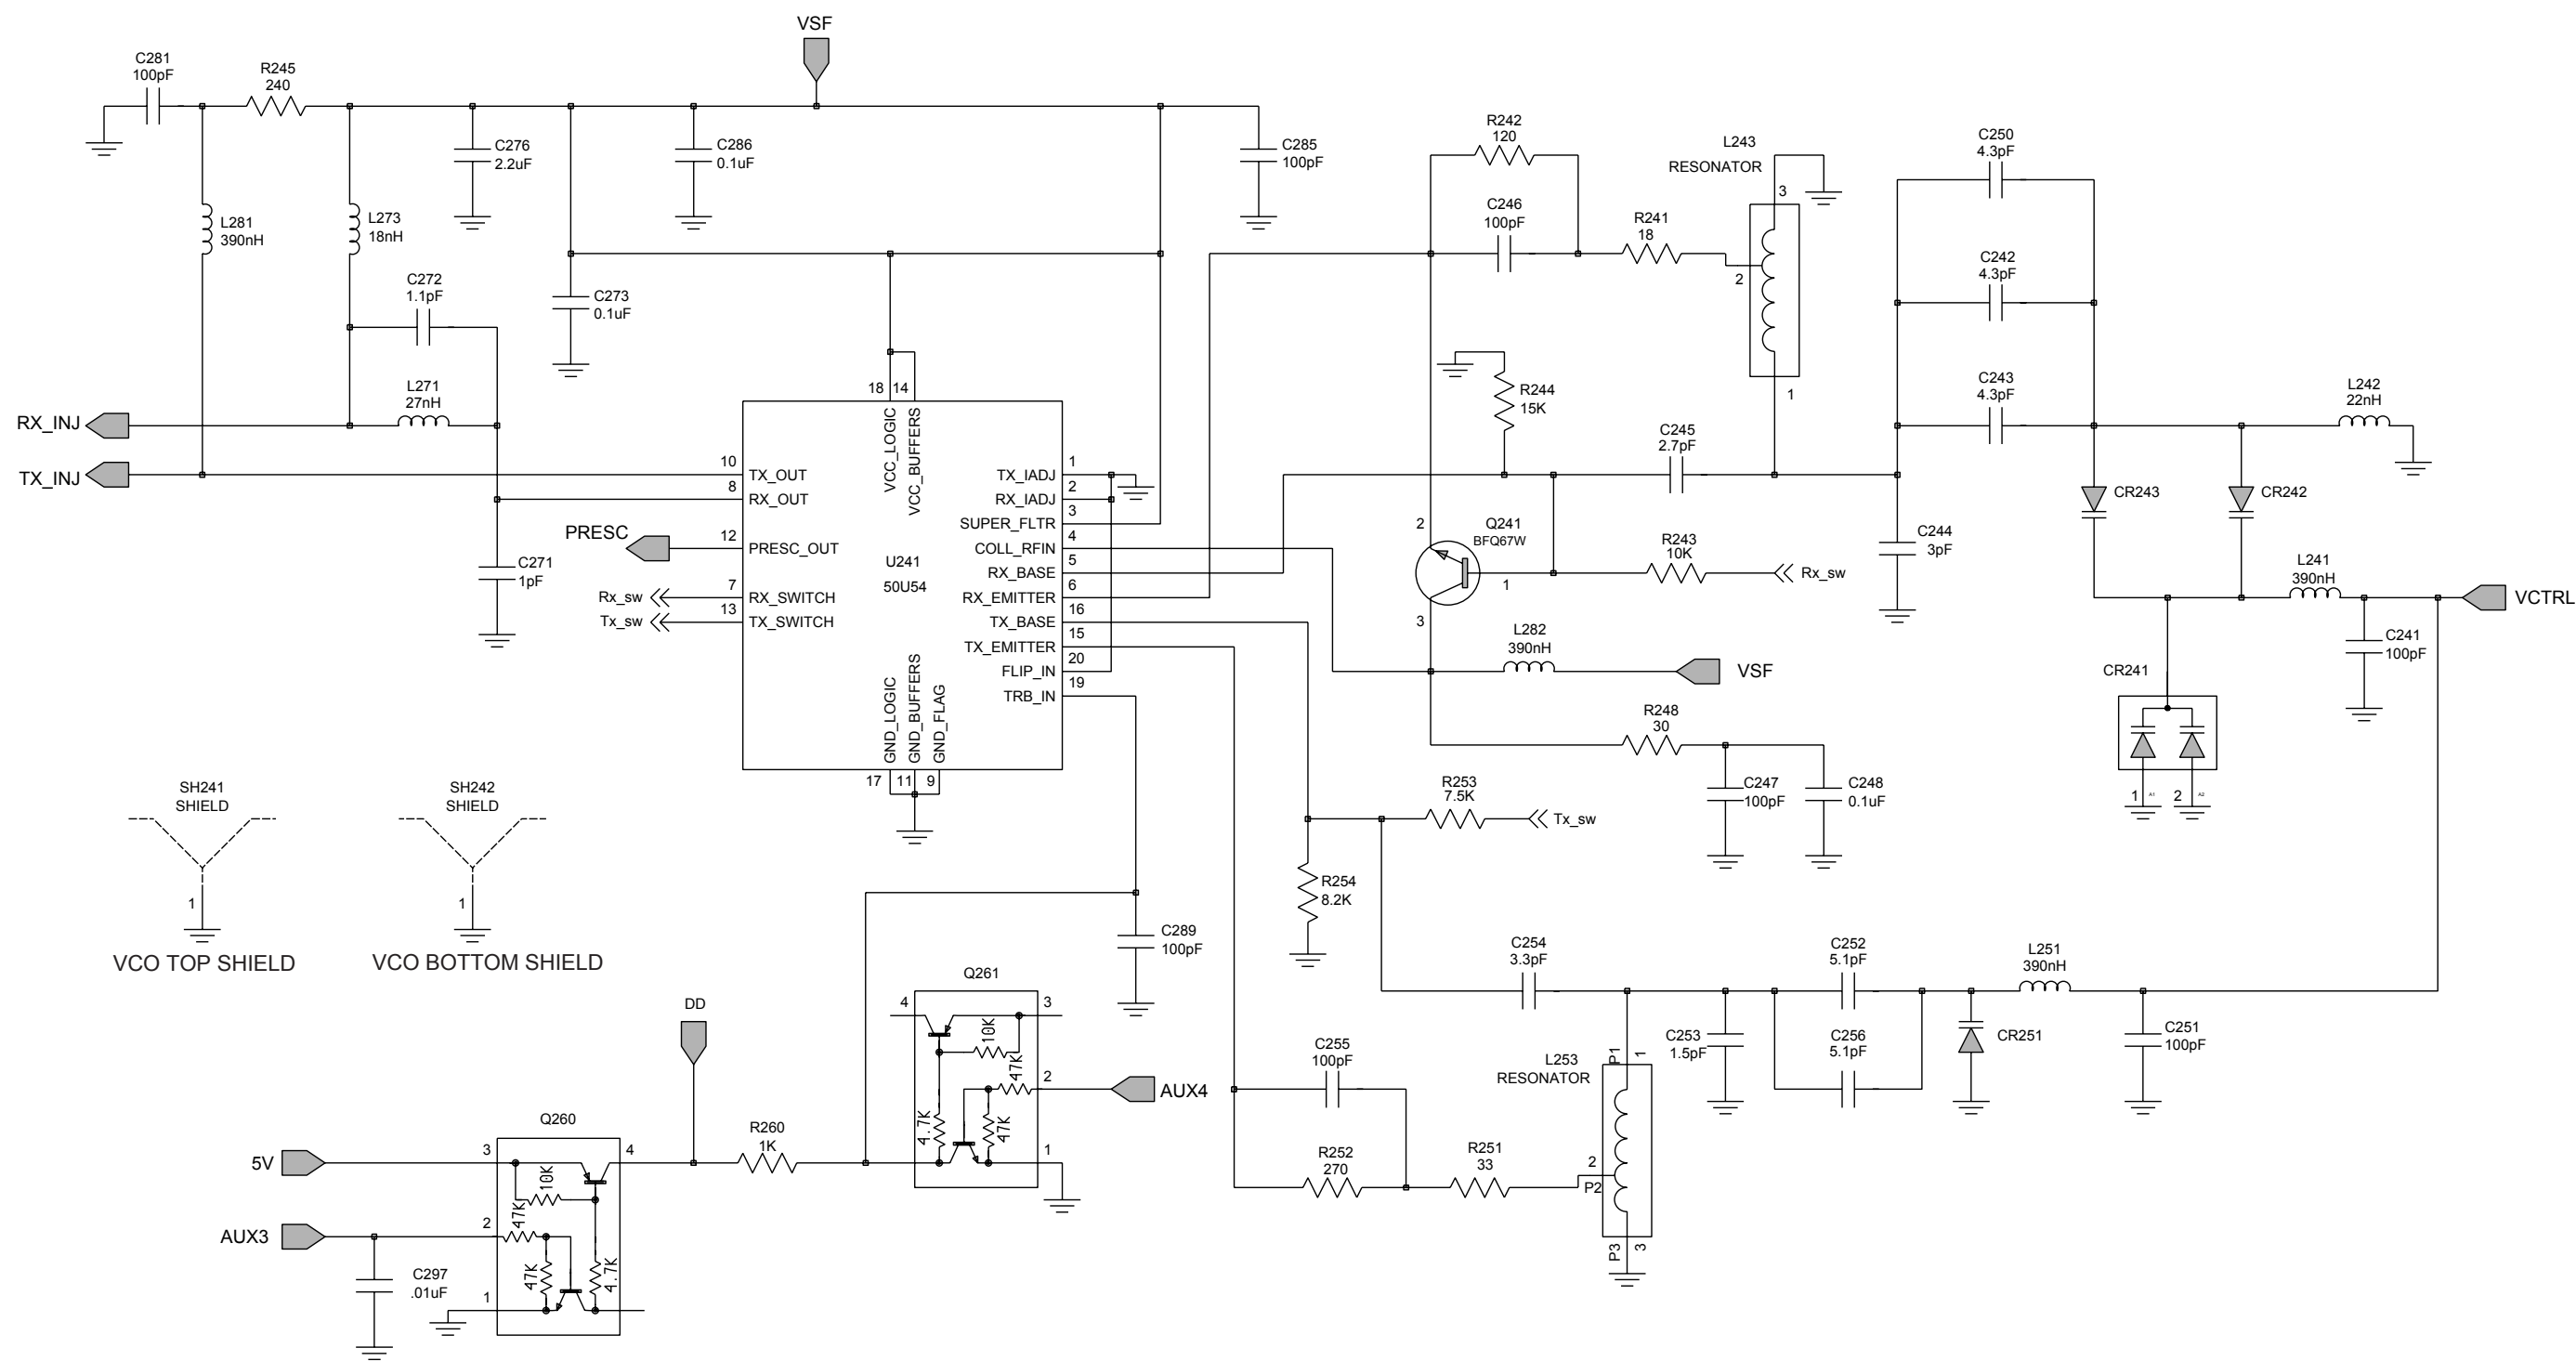 VSF
C281
100pF
R245
240
C276
2.2uF
C286
0.1uF
C285
100pF
L281
390nH
L273
18nH
C272
1.1pF
C273
0.1uF
L271
27nH
RX_INJ
TX_INJ
18
14
VCC_LOGIC
VCC_BUFFERS
10
TX_OUT
8
RX_OUT
PRESC
12
PRESC_OUT
Rx_sw
7
RX_SWITCH
Tx_sw
13
TX_SWITCH
U241
50U54
1
TX_IADJ
2
RX_IADJ
3
SUPER_FLTR
4
COLL_RFIN
5
RX_BASE
6
RX_EMITTER
16
TX_BASE
15
TX_EMITTER
20
FLIP_IN
19
TRB_IN
GND_LOGIC
GND_BUFFERS
GND_FLAG
17
11
9
C271
1pF
R242
120
C246
100pF
R241
18
L243
RESONATOR
3
2
1
R244
15K
C245
2.7pF
2
Q241
BFQ67W
1
3
R243
10K
Rx_sw
L282
390nH
VSF
R248
30
C247
100pF
C248
0.1uF
C250
4.3pF
C242
4.3pF
C243
4.3pF
L242
22nH
CR243
CR242
C244
3pF
L241
390nH
VCTRL
C241
100pF
CR241
1
A1
2
A2
SH241
SHIELD
1
VCO TOP SHIELD
SH242
SHIELD
1
VCO BOTTOM SHIELD
R253
7.5K
Tx_sw
R254
8.2K
C289
100pF
C254
3.3pF
C252
5.1pF
L251
390nH
C253
1.5pF
C256
5.1pF
CR251
C251
100pF
L253
RESONATOR
P1
1
2
P2
P3
3
C255
100pF
R252
270
R251
33
Q261
4
3
10K
47K
2
AUX4
4.7K
47K
1
DD
R260
1K
Q260
5V
3
4
10K
AUX3
2
47K
47K
4.7K
1
C297
.01uF